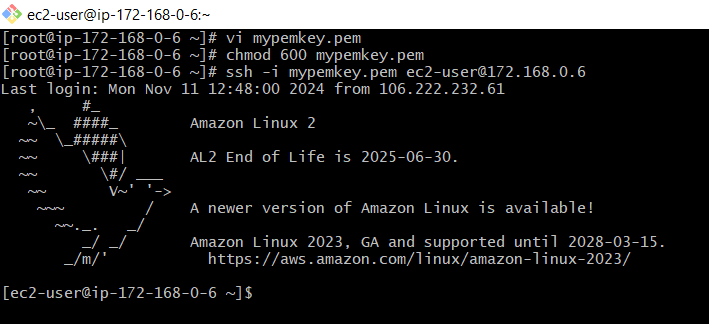 ec2-user@ip-172-168-0-6:~
[root@ip-172-168-0-6 ~]# vi mypemkey.pem
[root@ip-172-168-0-6 ~]# chmod 600 mypemkey.pem
[root@ip-172-168-0-6 ~]# ssh -i mypemkey.pem ec2-user@172.168.0.6
Last login: Mon Nov 11 12:48:00 2024 from 106.222.232.61
   ,     #_
   ~\_  ####_        Amazon Linux 2
  ~~  \_#####\
  ~~     \###|       AL2 End of Life is 2025-06-30.
  ~~       \#/ ___
   ~~       V~' '->
    ~~~         /    A newer version of Amazon Linux is available!
      ~~._.   _/
         _/ _/       Amazon Linux 2023, GA and supported until 2028-03-15.
       _/m/'           https://aws.amazon.com/linux/amazon-linux-2023/
[ec2-user@ip-172-168-0-6 ~]$